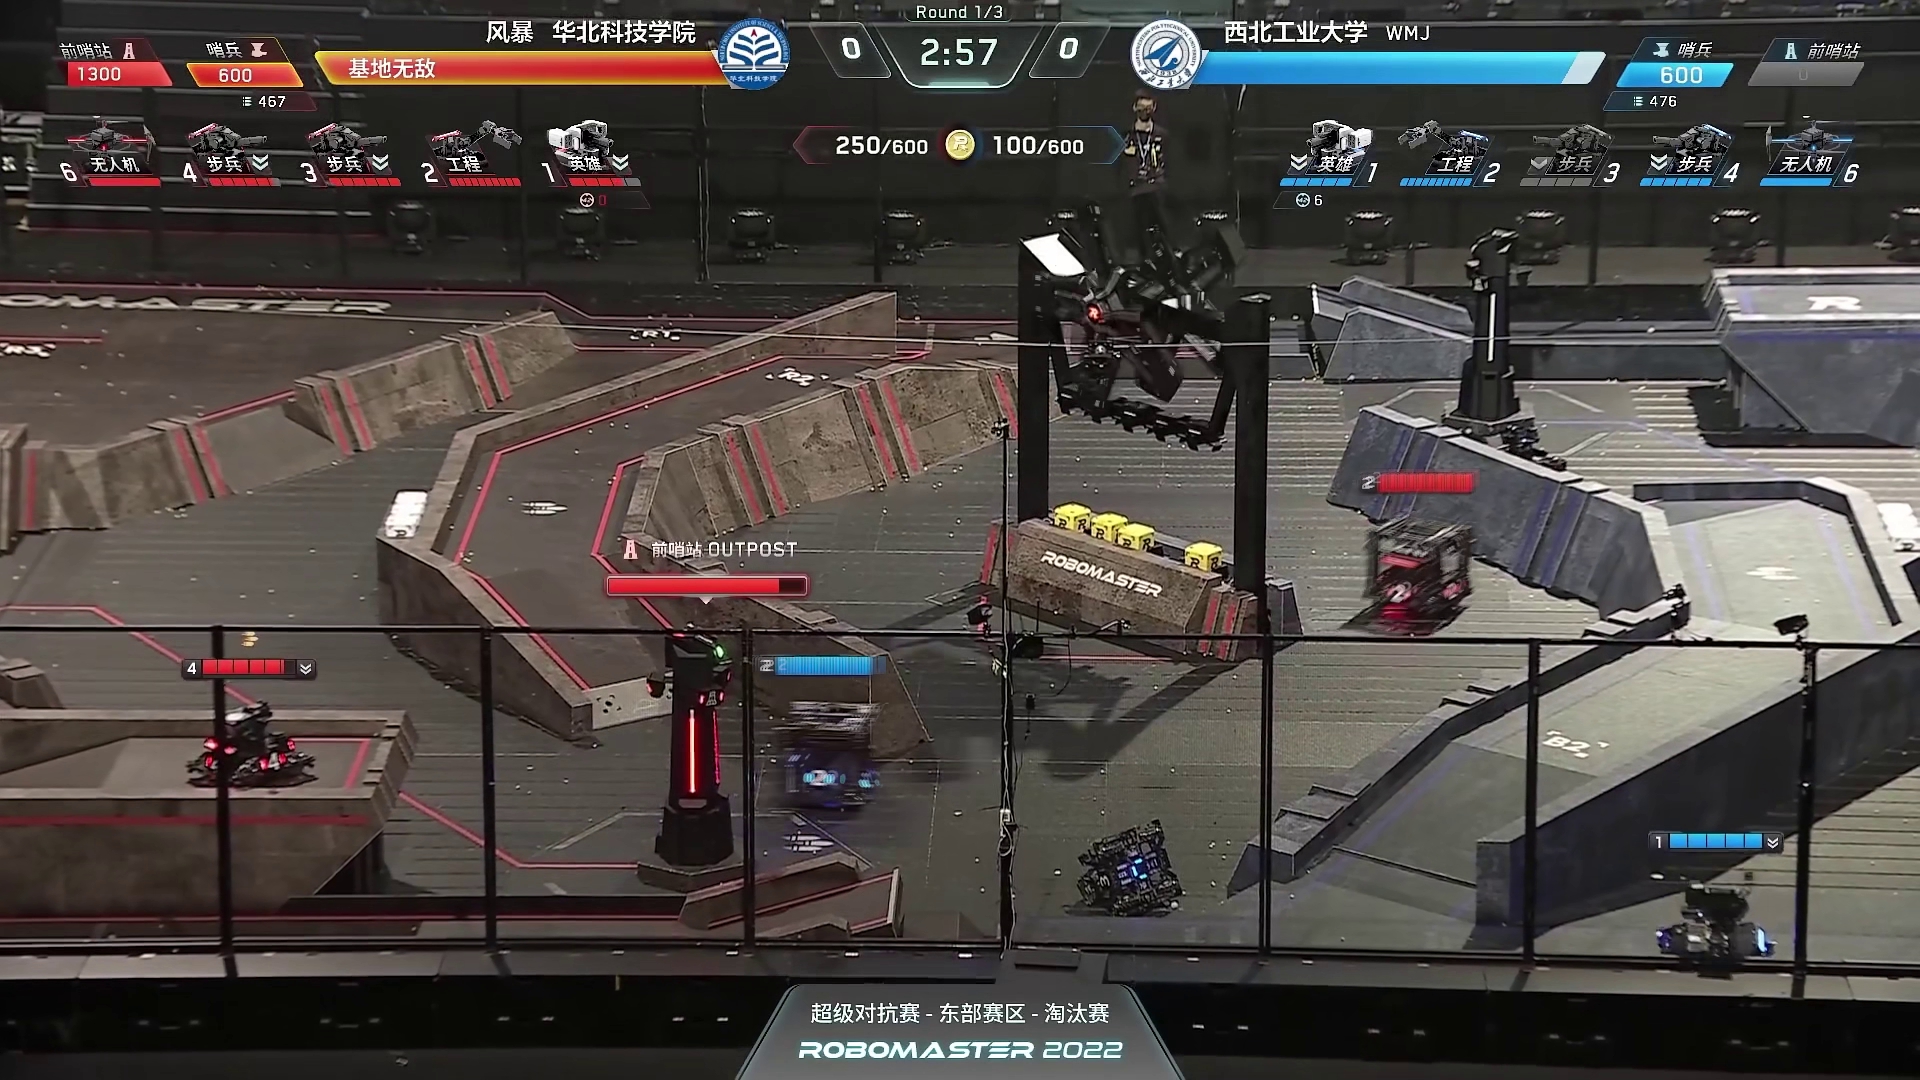 Round 1/3
风暴 华北科技学院
0
2:57
0
西北工业大学 WMJ
前哨站
1300
哨兵
600
467
基地无敌
哨兵
600
476
前哨站
0
250/600
100/600
6 无人机
4 步兵
3 步兵
2 工程
1 英雄
0
英雄 1
6
工程 2
步兵 3
步兵 4
无人机 6
ROBOMASTER
R2
R
2
前哨站 OUTPOST
ROBOMASTER
4
2
B2
1
超级对抗赛 - 东部赛区 - 淘汰赛
ROBOMASTER 2022